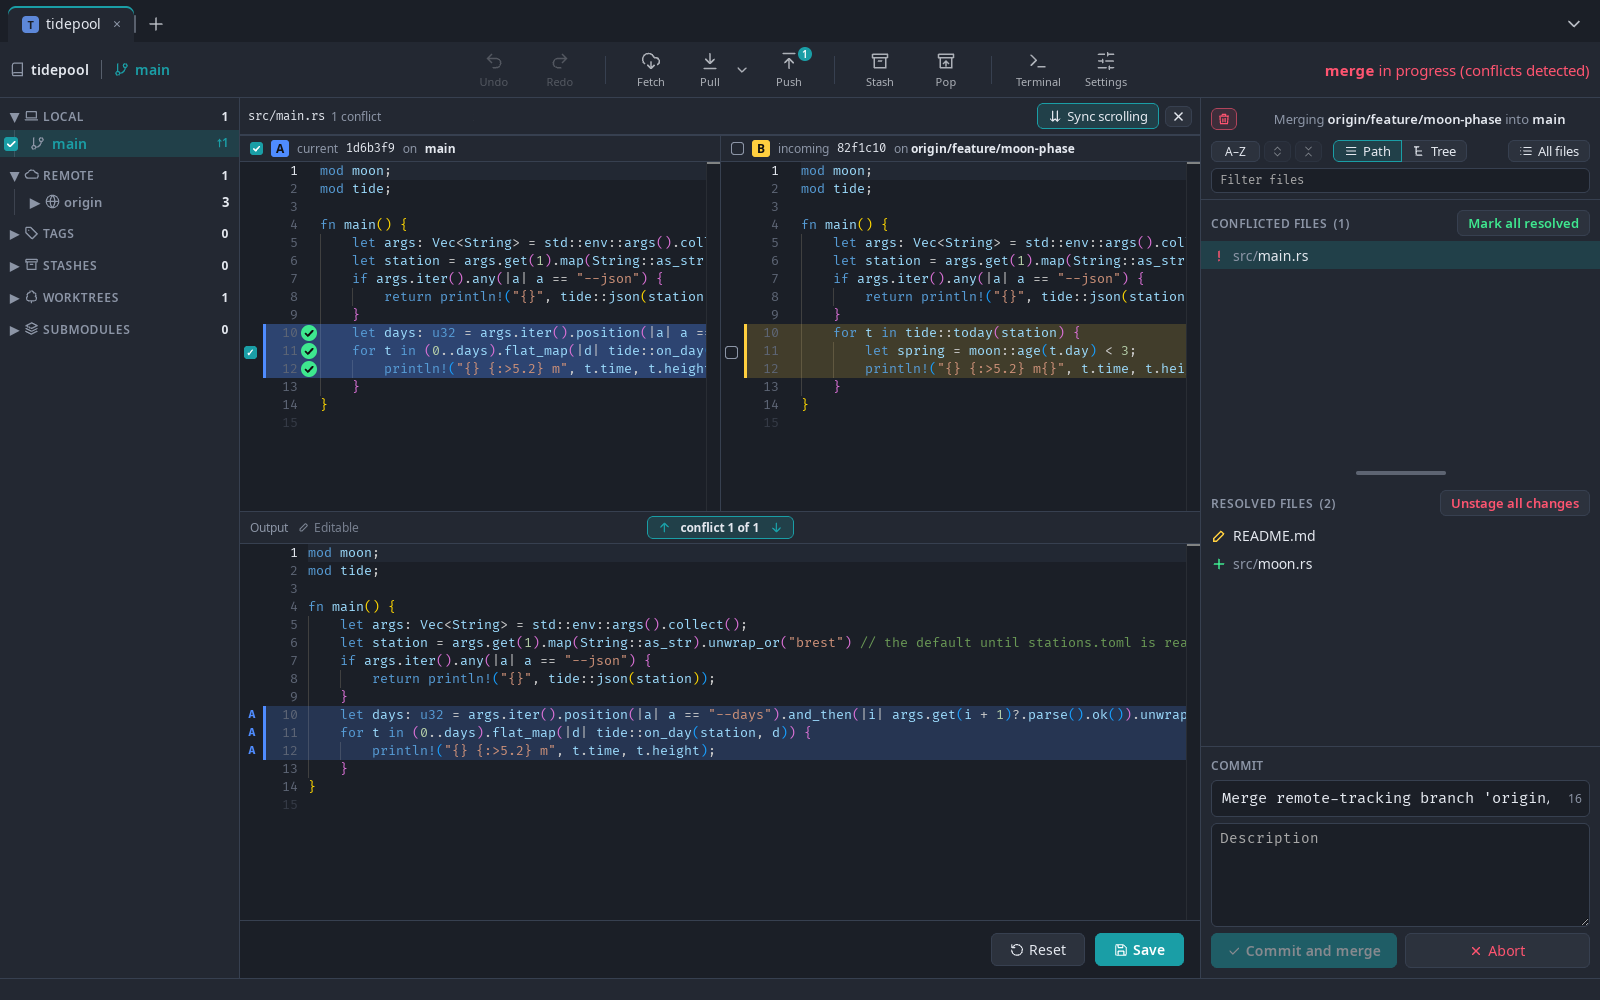 T tidepool ×
tidepool main
Undo Redo Fetch Pull Push 1 Stash Pop Terminal Settings
merge in progress (conflicts detected)
LOCAL 1
main ↑1
REMOTE 1
origin 3
TAGS 0
STASHES 0
WORKTREES 1
SUBMODULES 0
src/main.rs 1 conflict
Sync scrolling
A current 1d6b3f9 on main
1 mod moon;
2 mod tide;
3
4 fn main() {
5 let args: Vec<String> = std::env::args().coll
6 let station = args.get(1).map(String::as_str
7 if args.iter().any(|a| a == "--json") {
8 return println!("{}", tide::json(station
9 }
10 let days: u32 = args.iter().position(|a| a ==
11 for t in (0..days).flat_map(|d| tide::on_day
12 println!("{} {:>5.2} m", t.time, t.heigh
13 }
14 }
15
B incoming 82f1c10 on origin/feature/moon-phase
1 mod moon;
2 mod tide;
3
4 fn main() {
5 let args: Vec<String> = std::env::args().col
6 let station = args.get(1).map(String::as_str
7 if args.iter().any(|a| a == "--json") {
8 return println!("{}", tide::json(station
9 }
10 for t in tide::today(station) {
11 let spring = moon::age(t.day) < 3;
12 println!("{} {:>5.2} m{}", t.time, t.hei
13 }
14 }
15
Output Editable
↑ conflict 1 of 1 ↓
1 mod moon;
2 mod tide;
3
4 fn main() {
5 let args: Vec<String> = std::env::args().collect();
6 let station = args.get(1).map(String::as_str).unwrap_or("brest") // the default until stations.toml is rea
7 if args.iter().any(|a| a == "--json") {
8 return println!("{}", tide::json(station));
9 }
A 10 let days: u32 = args.iter().position(|a| a == "--days").and_then(|i| args.get(i + 1)?.parse().ok()).unwrap
A 11 for t in (0..days).flat_map(|d| tide::on_day(station, d)) {
A 12 println!("{} {:>5.2} m", t.time, t.height);
13 }
14 }
15
Reset Save
Merging origin/feature/moon-phase into main
A–Z Path Tree All files
Filter files
CONFLICTED FILES (1) Mark all resolved
! src/main.rs
RESOLVED FILES (2) Unstage all changes
README.md
src/moon.rs
COMMIT
Merge remote-tracking branch 'origin/ 16
Description
Commit and merge Abort